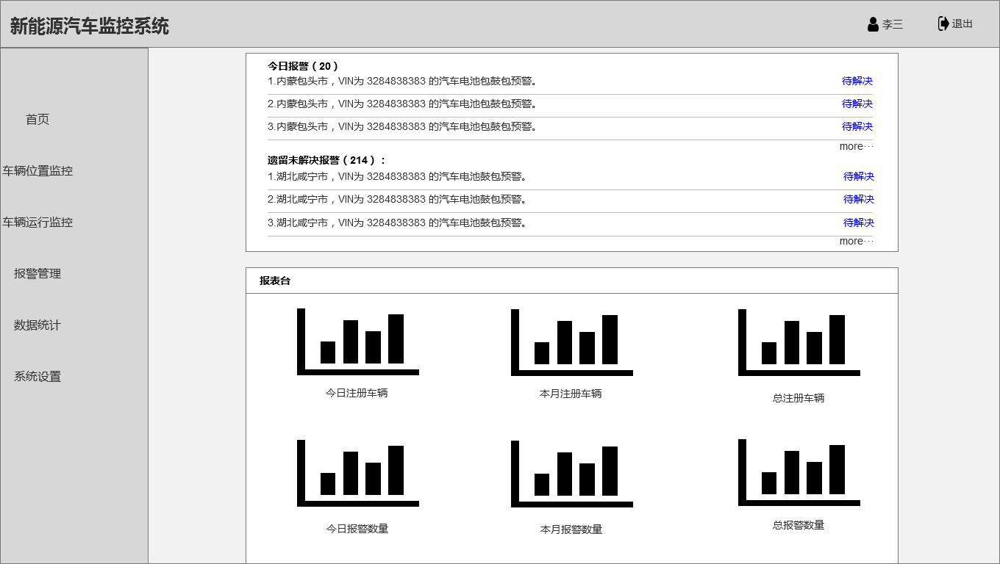 新能源汽车监控系统
李三
退出
首页
车辆位置监控
车辆运行监控
报警管理
数据统计
系统设置
今日报警（20）
1.内蒙包头市，VIN为 3284838383 的汽车电池包鼓包预警。 待解决
2.内蒙包头市，VIN为 3284838383 的汽车电池包鼓包预警。 待解决
3.内蒙包头市，VIN为 3284838383 的汽车电池包鼓包预警。 待解决
more…
遗留未解决报警（214）：
1.湖北咸宁市，VIN为 3284838383 的汽车电池鼓包预警。 待解决
2.湖北咸宁市，VIN为 3284838383 的汽车电池鼓包预警。 待解决
3.湖北咸宁市，VIN为 3284838383 的汽车电池鼓包预警。 待解决
more…
报表台
今日注册车辆
本月注册车辆
总注册车辆
今日报警数量
本月报警数量
总报警数量